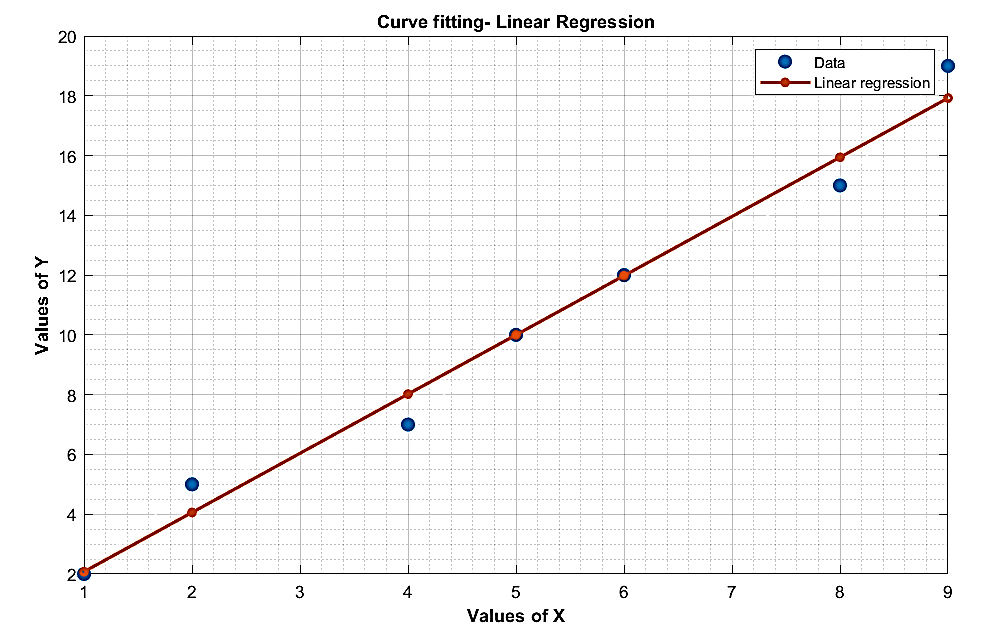 Curve fitting- Linear Regression
Data
Linear regression
20
18
16
14
12
10
8
6
4
2
Values of Y
1 2 3 4 5 6 7 8 9
Values of X